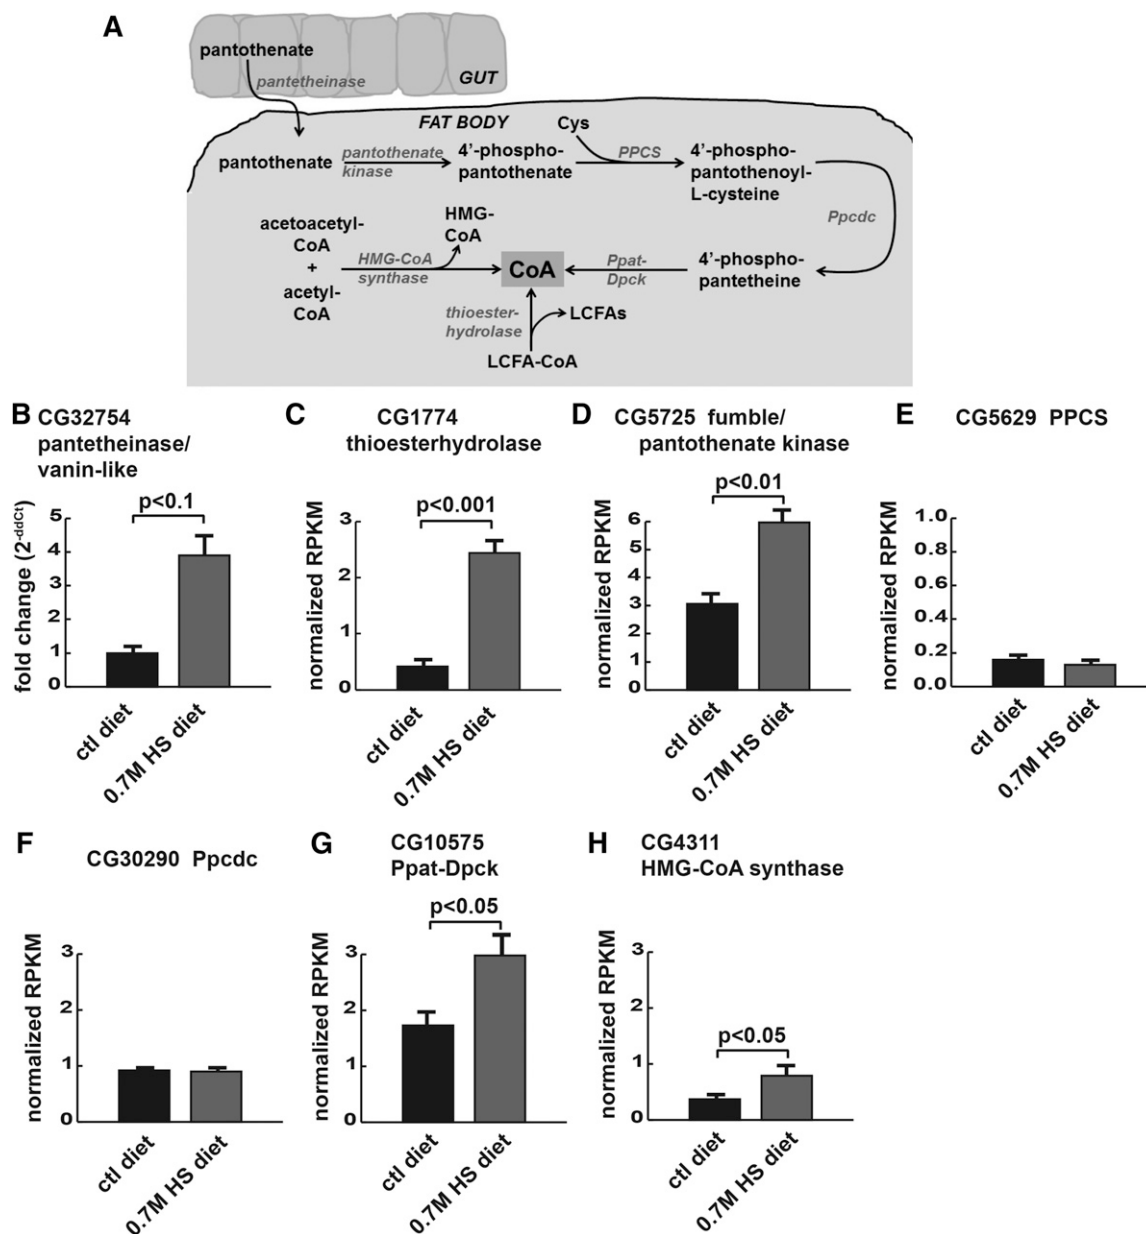 A
pantothenate
pantetheinase
GUT
FAT BODY
pantothenate
pantothenate
kinase
4’-phospho-
pantothenate
Cys
PPCS
4’-phospho-
pantothenoyl-
L-cysteine
Ppcdc
acetoacetyl-
CoA
+
acetyl-
CoA
HMG-CoA
synthase
HMG-
CoA
CoA
Ppat-
Dpck
4’-phospho-
pantetheine
thioester-
hydrolase
LCFAs
LCFA-CoA
B CG32754
pantetheinase/
vanin-like
fold change (2-ddCt)
5
4
3
2
1
0
p<0.1
ctl diet
0.7M HS diet
C CG1774
thioesterhydrolase
normalized RPKM
3
2
1
0
p<0.001
ctl diet
0.7M HS diet
D CG5725 fumble/
pantothenate kinase
normalized RPKM
6
5
4
3
2
1
0
p<0.01
ctl diet
0.7M HS diet
E CG5629 PPCS
normalized RPKM
1.0
0.8
0.6
0.4
0.2
0.0
ctl diet
0.7M HS diet
F CG30290 Ppcdc
normalized RPKM
3
2
1
0
ctl diet
0.7M HS diet
G CG10575
Ppat-Dpck
normalized RPKM
3
2
1
0
p<0.05
ctl diet
0.7M HS diet
H CG4311
HMG-CoA synthase
normalized RPKM
3
2
1
0
p<0.05
ctl diet
0.7M HS diet